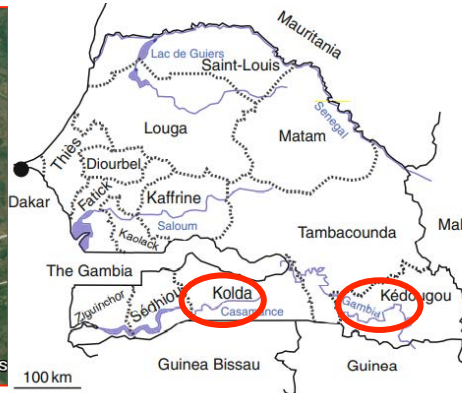 Mauritania
Lac de Guiers
Saint-Louis
Senegal
Louga
Matam
Thiès
Diourbel
Dakar
Fatick
Kaffrine
Saloum
Kaolack
Tambacounda
The Gambia
Ziguinchor
Sédhiou
Kolda
Casamance
Gambia
Kédougou
Guinea Bissau
Guinea
100 km